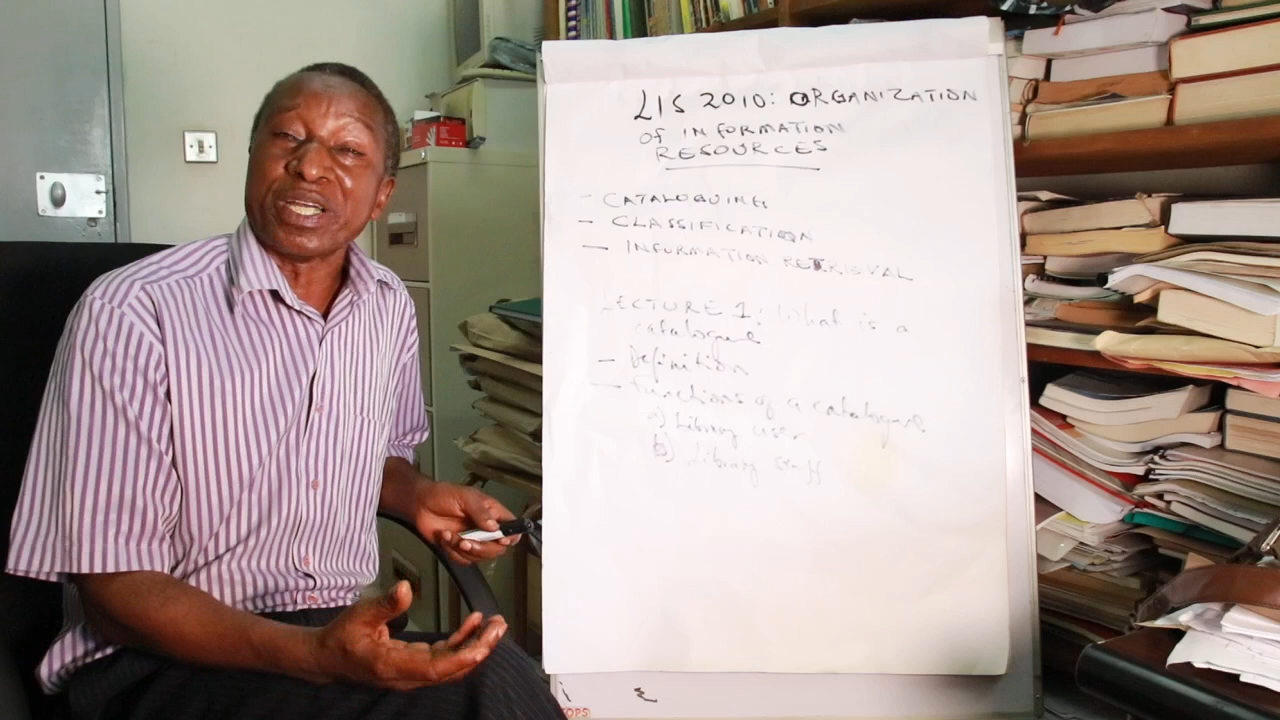 LIS 2010: ORGANIZATION
OF INFORMATION
RESOURCES
- CATALOGUING
- CLASSIFICATION
- INFORMATION RETRIEVAL
LECTURE 1: What is a
catalogue
- Definition
- Functions of a catalogue
a) Library user
b) Library staff
TOPS